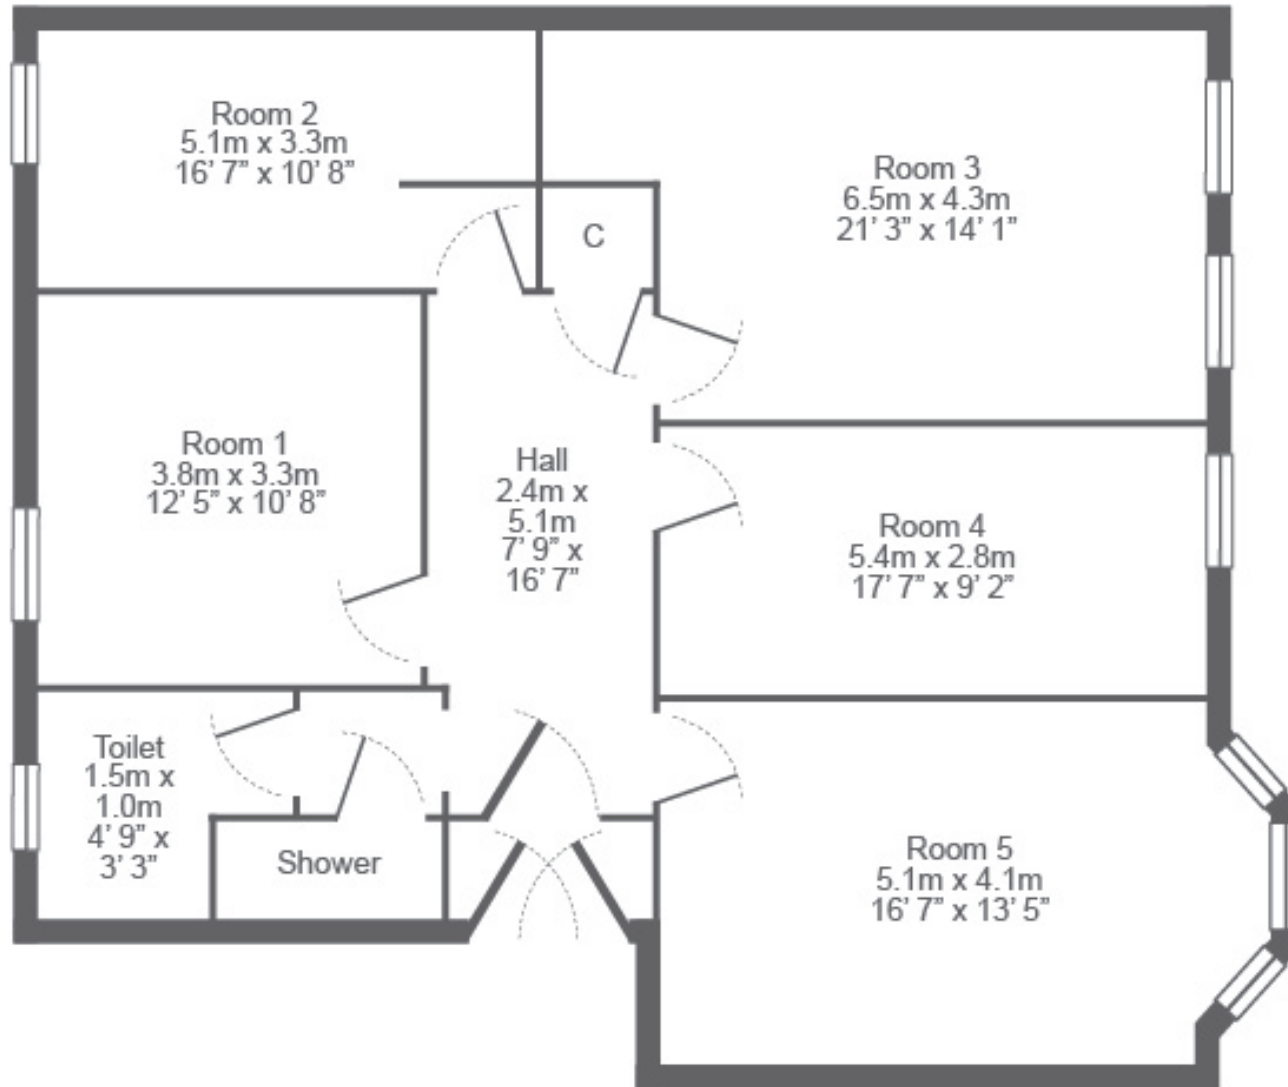 Room 2
5.1m x 3.3m
16’ 7” x 10’ 8”
Room 3
6.5m x 4.3m
21’ 3” x 14’ 1”
C
Room 1
3.8m x 3.3m
12’ 5” x 10’ 8”
Hall
2.4m x
5.1m
7’ 9” x
16’ 7”
Room 4
5.4m x 2.8m
17’ 7” x 9’ 2”
Toilet
1.5m x
1.0m
4’ 9” x
3’ 3”
Shower
Room 5
5.1m x 4.1m
16’ 7” x 13’ 5”